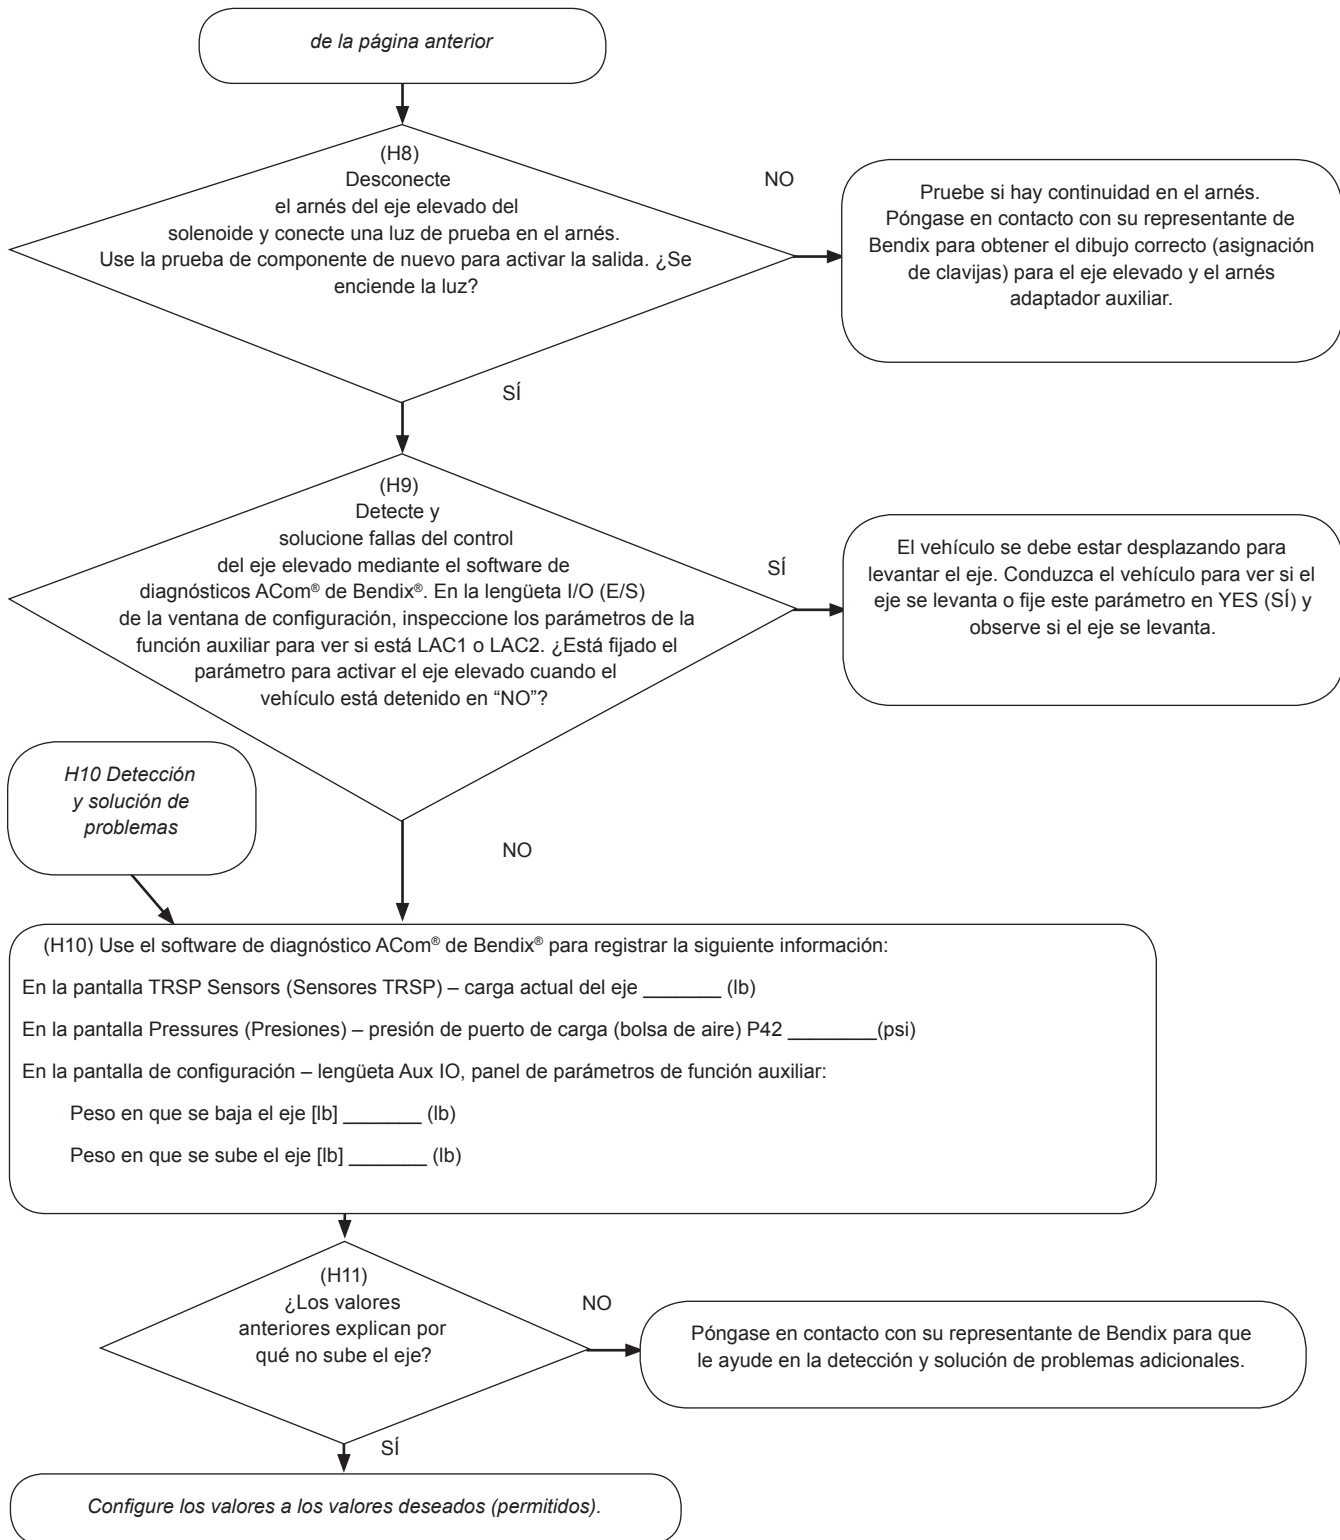 de la página anterior
(H8)
Desconecte
el arnés del eje elevado del
solenoide y conecte una luz de prueba en el arnés.
Use la prueba de componente de nuevo para activar la salida. ¿Se
enciende la luz?
NO
Pruebe si hay continuidad en el arnés.
Póngase en contacto con su representante de
Bendix para obtener el dibujo correcto (asignación
de clavijas) para el eje elevado y el arnés
adaptador auxiliar.
SÍ
(H9)
Detecte y
solucione fallas del control
del eje elevado mediante el software de
diagnósticos ACom® de Bendix®. En la lengüeta I/O (E/S)
de la ventana de configuración, inspeccione los parámetros de la
función auxiliar para ver si está LAC1 o LAC2. ¿Está fijado el
parámetro para activar el eje elevado cuando el
vehículo está detenido en “NO”?
SÍ
El vehículo se debe estar desplazando para
levantar el eje. Conduzca el vehículo para ver si el
eje se levanta o fije este parámetro en YES (SÍ) y
observe si el eje se levanta.
H10 Detección
y solución de
problemas
NO
(H10) Use el software de diagnóstico ACom® de Bendix® para registrar la siguiente información:
En la pantalla TRSP Sensors (Sensores TRSP) – carga actual del eje _______ (lb)
En la pantalla Pressures (Presiones) – presión de puerto de carga (bolsa de aire) P42 ________(psi)
En la pantalla de configuración – lengüeta Aux IO, panel de parámetros de función auxiliar:
Peso en que se baja el eje [lb] _______ (lb)
Peso en que se sube el eje [lb] _______ (lb)
(H11)
¿Los valores
anteriores explican por
qué no sube el eje?
NO
Póngase en contacto con su representante de Bendix para que
le ayude en la detección y solución de problemas adicionales.
SÍ
Configure los valores a los valores deseados (permitidos).